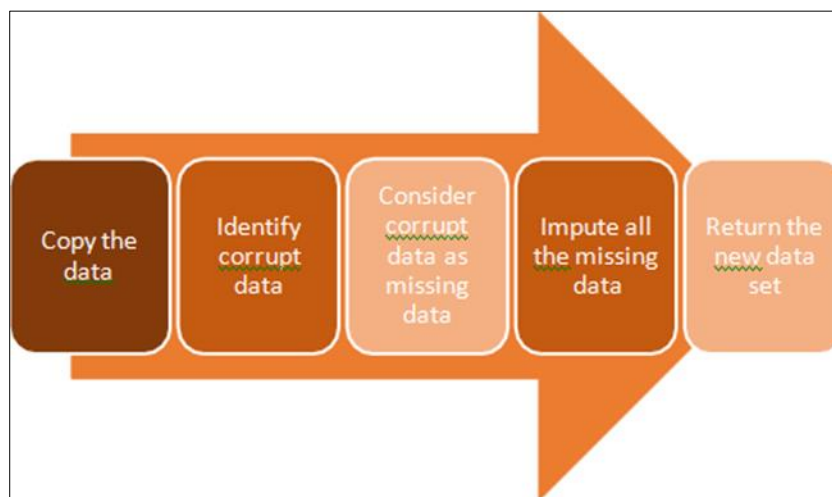 Copy the
data
Identify
corrupt
data
Consider
corrupt
data as
missing
data
Impute all
the missing
data
Return the
new data
set